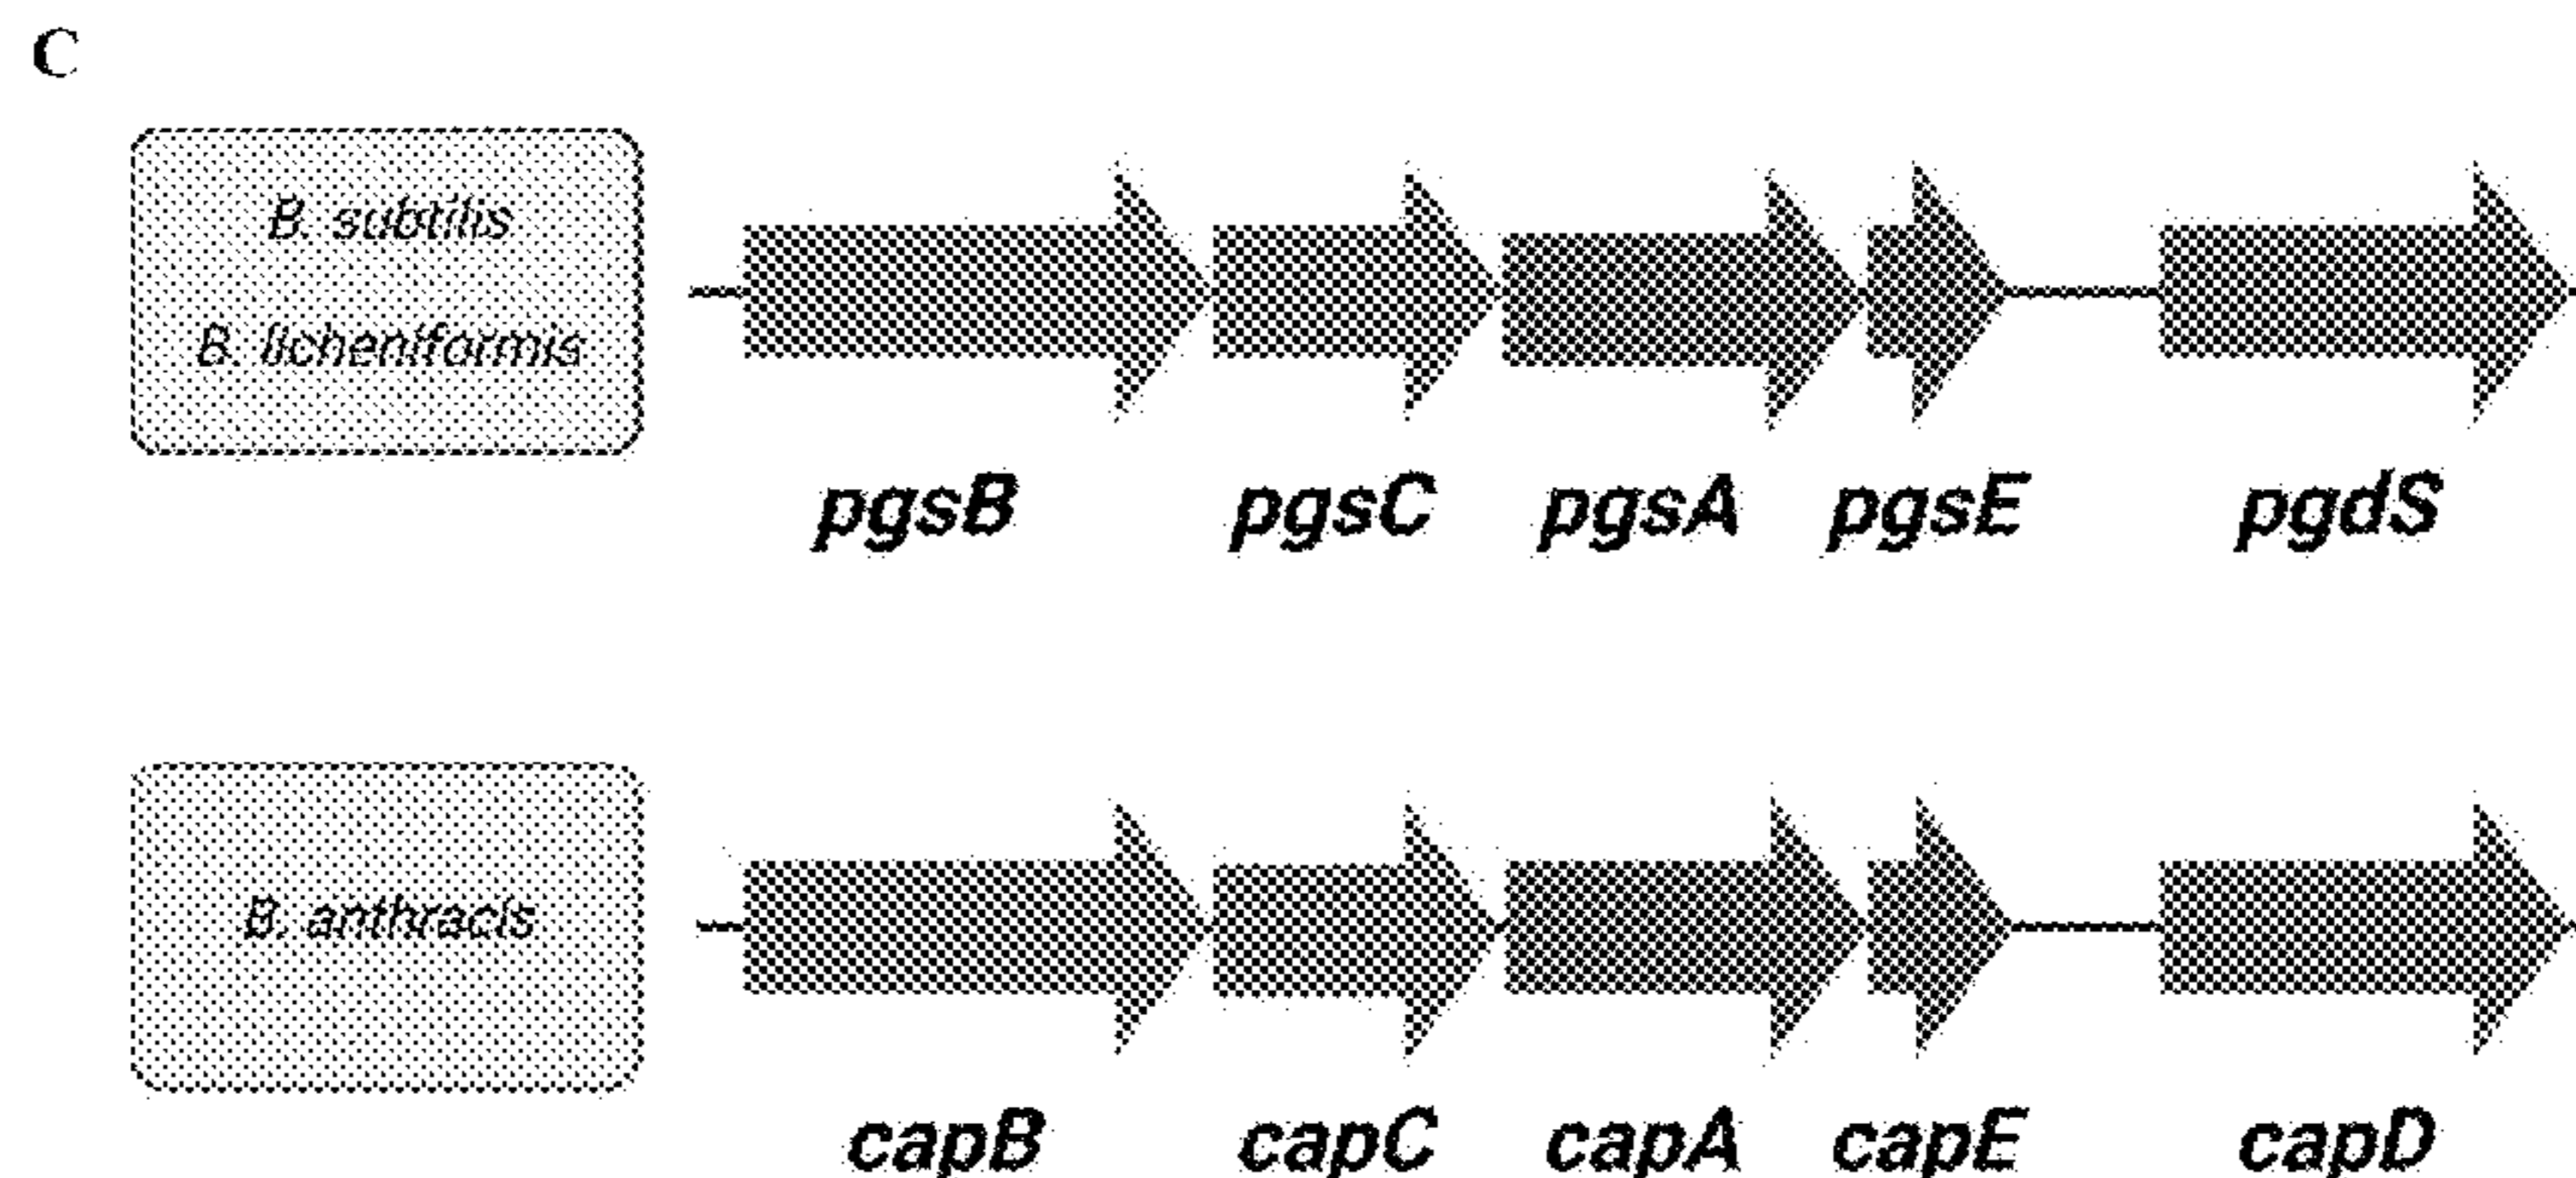 C
B. subtilis
B. licheniformis
pgsB pgsC pgsA pgsE pgdS
B. anthracis
capB capC capA capE capD